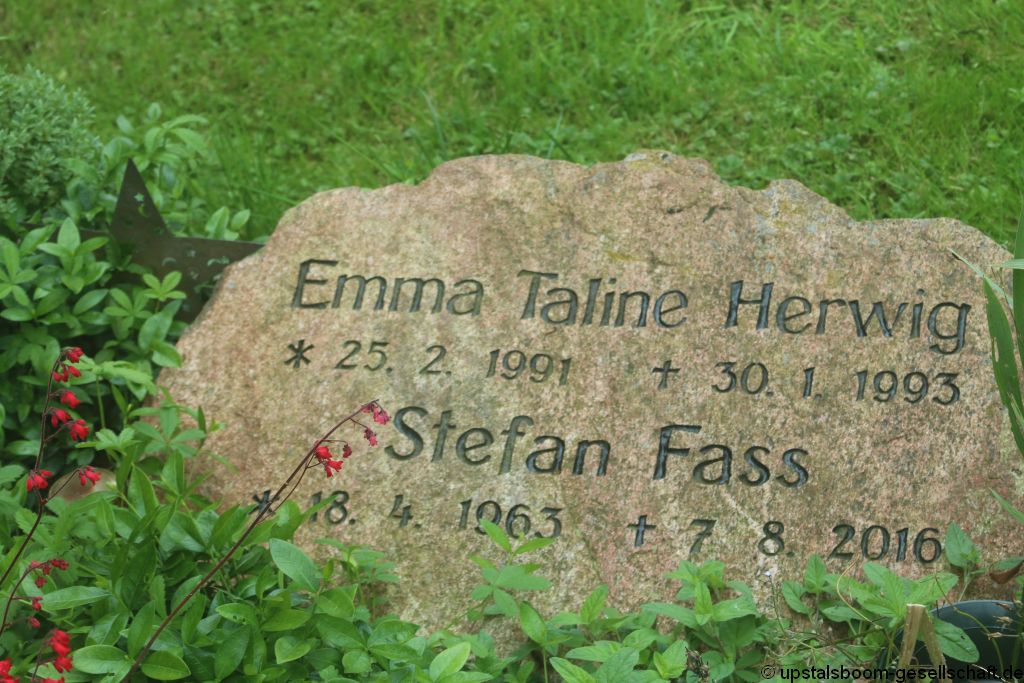 Emma Taline Herwig
* 25. 2. 1991 + 30. 1. 1993
Stefan Fass
* 18. 4. 1963 + 7. 8. 2016
© upstalsboom-gesellschaft.de